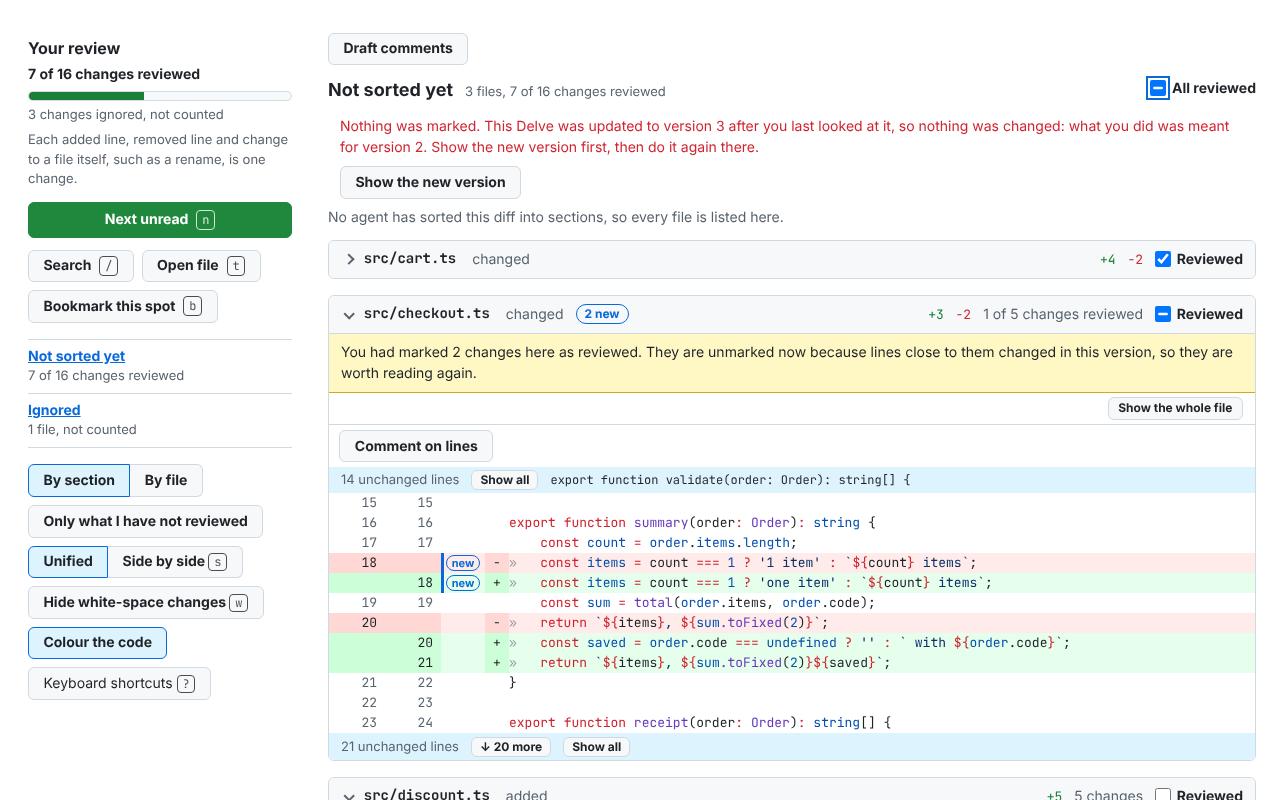 Your review
7 of 16 changes reviewed
3 changes ignored, not counted
Each added line, removed line and change
to a file itself, such as a rename, is one
change.
Next unread n
Search /
Open file t
Bookmark this spot b
Not sorted yet
7 of 16 changes reviewed
Ignored
1 file, not counted
By section
By file
Only what I have not reviewed
Unified
Side by side s
Hide white-space changes w
Colour the code
Keyboard shortcuts ?
Draft comments
Not sorted yet 3 files, 7 of 16 changes reviewed
All reviewed
Nothing was marked. This Delve was updated to version 3 after you last looked at it, so nothing was changed: what you did was meant
for version 2. Show the new version first, then do it again there.
Show the new version
No agent has sorted this diff into sections, so every file is listed here.
src/cart.ts changed +4 -2 Reviewed
src/checkout.ts changed 2 new +3 -2 1 of 5 changes reviewed Reviewed
You had marked 2 changes here as reviewed. They are unmarked now because lines close to them changed in this version, so they are
worth reading again.
Show the whole file
Comment on lines
14 unchanged lines Show all export function validate(order: Order): string[] {
15 15
16 16 export function summary(order: Order): string {
17 17 const count = order.items.length;
18 new - » const items = count === 1 ? '1 item' : `${count} items`;
18 new + » const items = count === 1 ? 'one item' : `${count} items`;
19 19 const sum = total(order.items, order.code);
20 - » return `${items}, ${sum.toFixed(2)}`;
20 + » const saved = order.code === undefined ? '' : ` with ${order.code}`;
21 + » return `${items}, ${sum.toFixed(2)}${saved}`;
21 22 }
22 23
23 24 export function receipt(order: Order): string[] {
21 unchanged lines ↓ 20 more Show all
src/discount.ts added +5 5 changes Reviewed